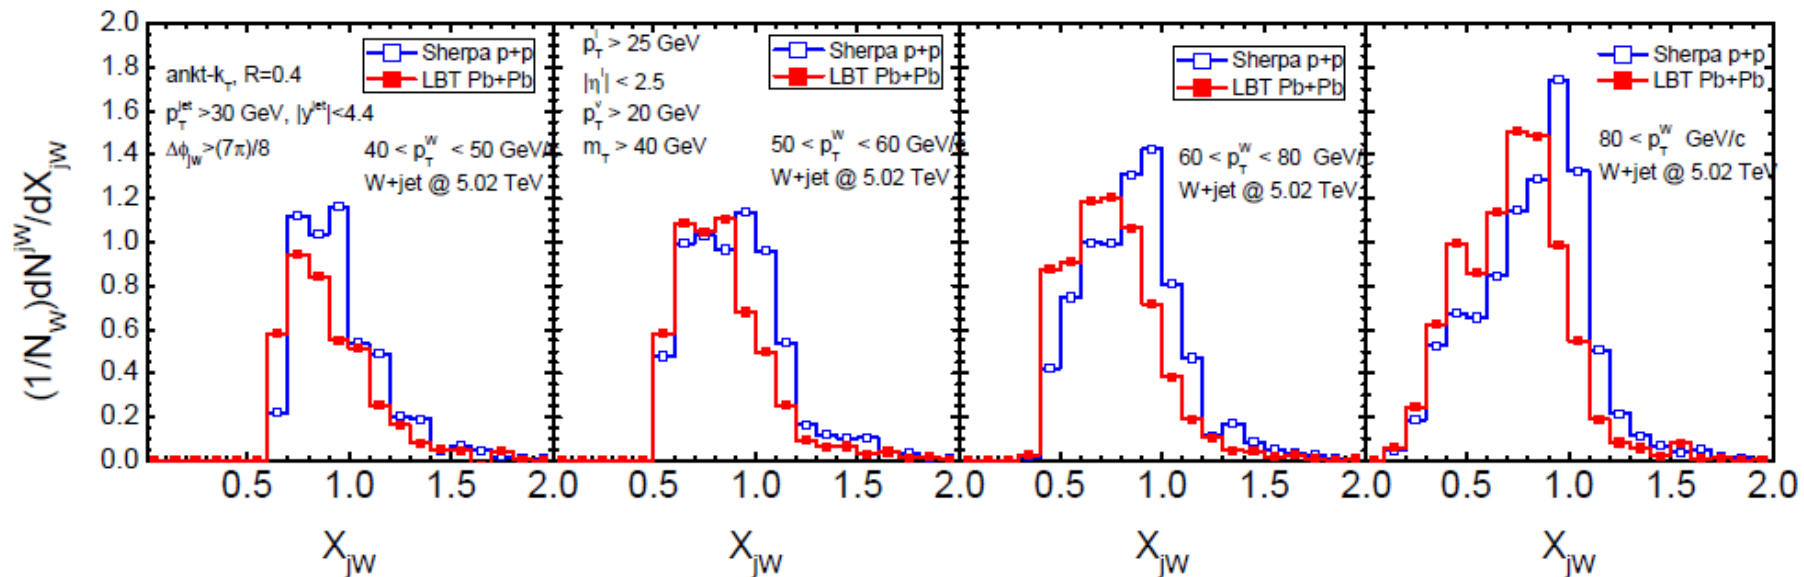 (1/N_W)dN^jW/dX_jW
2.0
1.8
1.6
1.4
1.2
1.0
0.8
0.6
0.4
0.2
0.0
Sherpa p+p
LBT Pb+Pb
ankt-k_T, R=0.4
p_T^jet >30 GeV, |y^jet|<4.4
Δϕ_jW>(7π)/8
40 < p_T^W < 50 GeV/
W+jet @ 5.02 TeV
p_T^l > 25 GeV
|η^l| < 2.5
p_T^ν > 20 GeV
m_T > 40 GeV
Sherpa p+p
LBT Pb+Pb
50 < p_T^W < 60 GeV/
W+jet @ 5.02 TeV
Sherpa p+p
LBT Pb+Pb
60 < p_T^W < 80 GeV/
W+jet @ 5.02 TeV
Sherpa p+p
LBT Pb+Pb
80 < p_T^W GeV/c
W+jet @ 5.02 TeV
0.5 1.0 1.5 2.0 0.5 1.0 1.5 2.0 0.5 1.0 1.5 2.0 0.5 1.0 1.5 2.0
X_jW X_jW X_jW X_jW